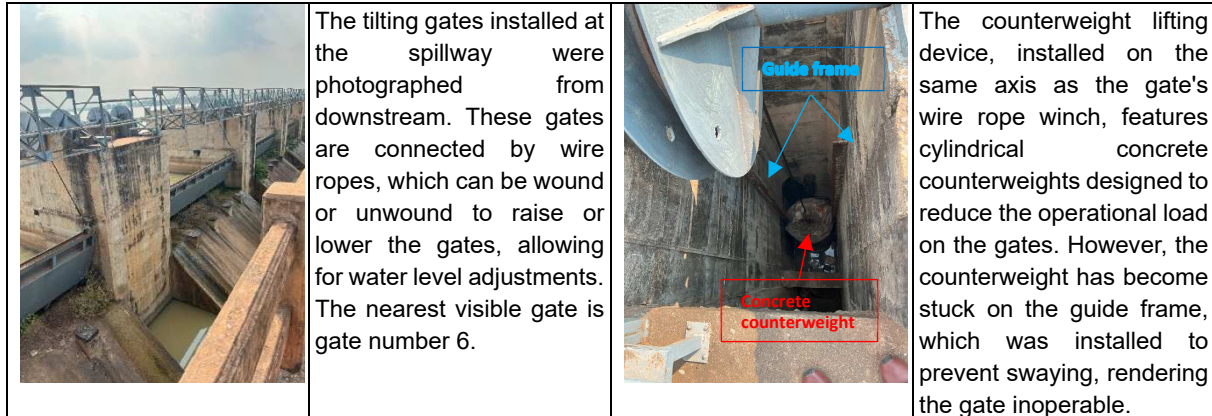 The tilting gates installed at
the spillway were
photographed from
downstream. These gates
are connected by wire
ropes, which can be wound
or unwound to raise or
lower the gates, allowing
for water level adjustments.
The nearest visible gate is
gate number 6.
Guide frame
Concrete
counterweight
The counterweight lifting
device, installed on the
same axis as the gate's
wire rope winch, features
cylindrical concrete
counterweights designed to
reduce the operational load
on the gates. However, the
counterweight has become
stuck on the guide frame,
which was installed to
prevent swaying, rendering
the gate inoperable.